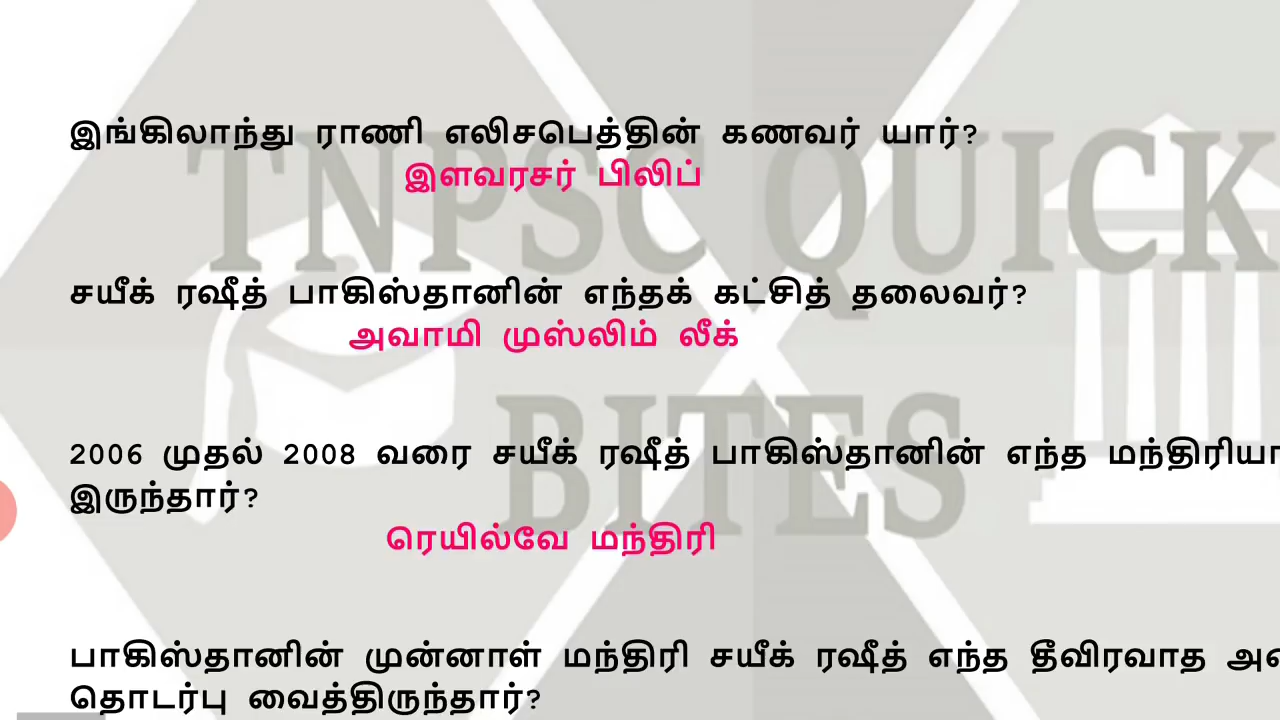 இங்கிலாந்து ராணி எலிசபெத்தின் கணவர் யார்?
இளவரசர் பிலிப்
சயீக் ரஷீத் பாகிஸ்தானின் எந்தக் கட்சித் தலைவர்?
அவாமி முஸ்லிம் லீக்
2006 முதல் 2008 வரை சயீக் ரஷீத் பாகிஸ்தானின் எந்த
இருந்தார்?
ரெயில்வே மந்திரி
பாகிஸ்தானின் முன்னாள் மந்திரி சயீக் ரஷீத் எந்த தீவிரவாத
தொடர்பு வைத்திருந்தார்?
TNPSC QUICK
BITES